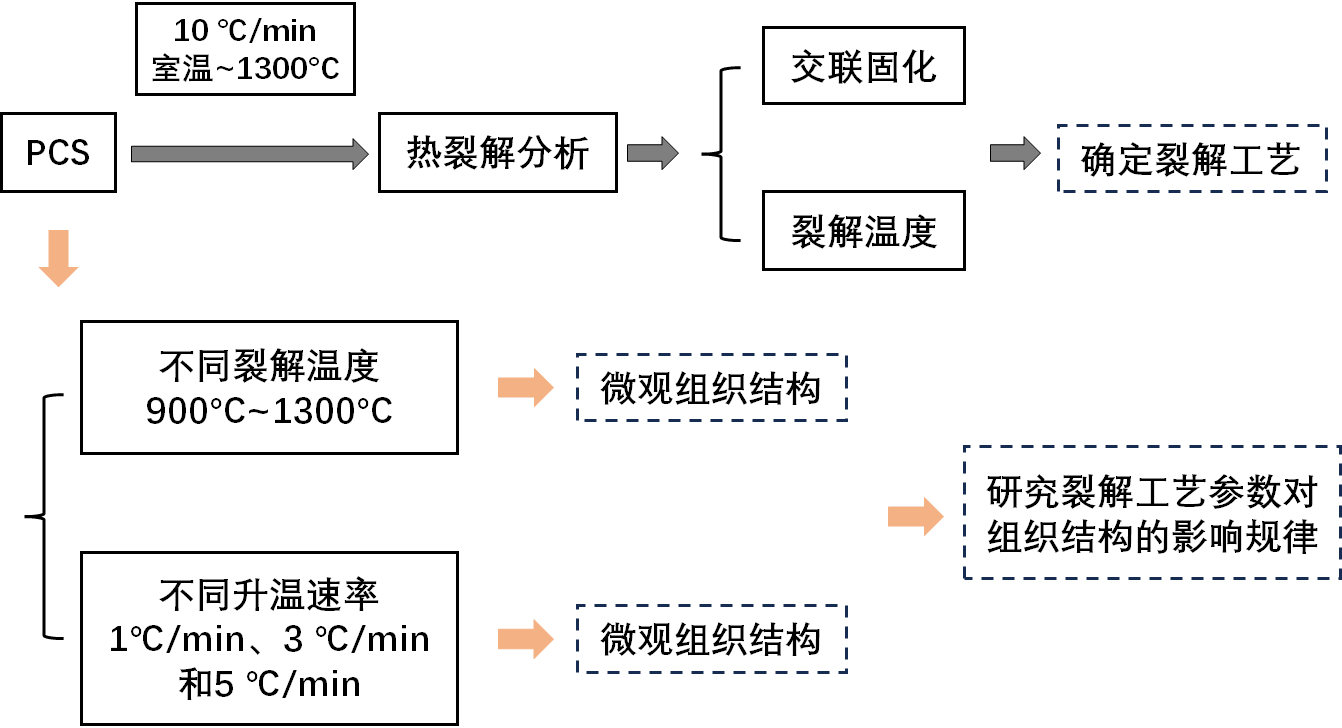 10 ℃/min
室温~1300°C
PCS
热裂解分析
交联固化
裂解温度
确定裂解工艺
不同裂解温度
900°C~1300°C
微观组织结构
不同升温速率
1℃/min、3 ℃/min
和5 ℃/min
微观组织结构
研究裂解工艺参数对
组织结构的影响规律